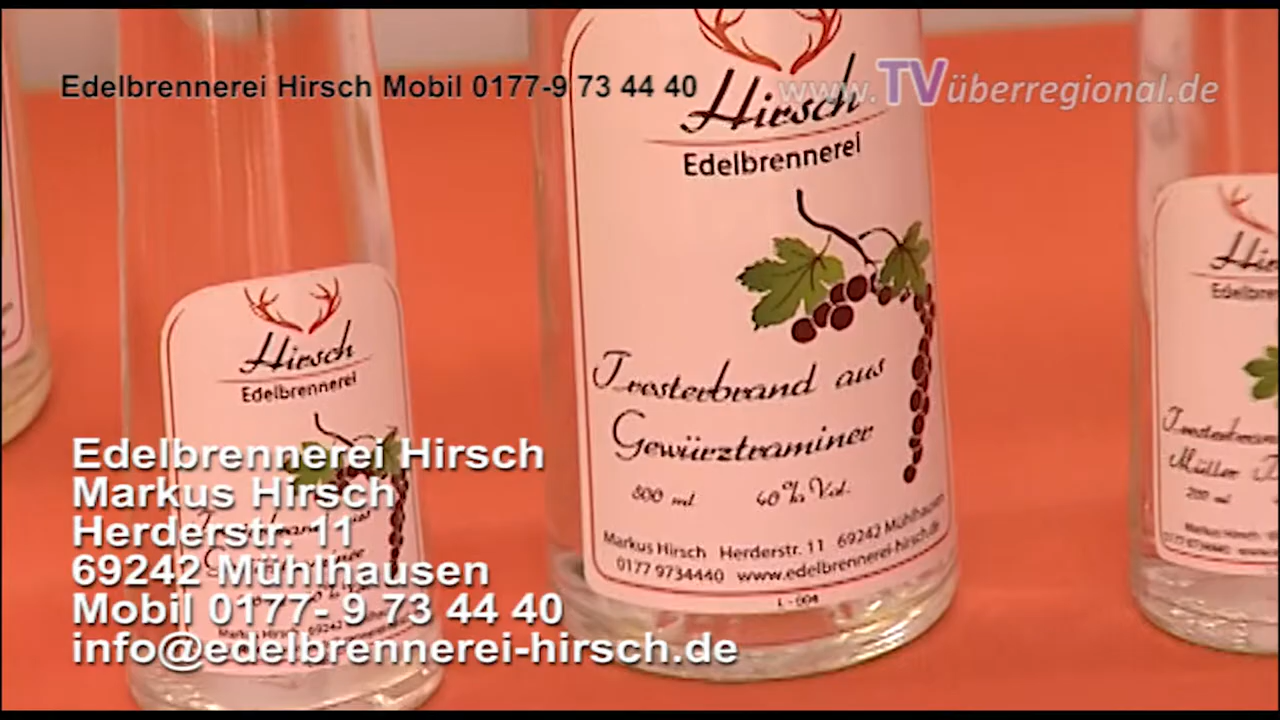 Edelbrennerei Hirsch Mobil 0177-9 73 44 40
www.TVüberregional.de
Hirsch
Edelbrennerei
Tresterbrand aus
Gewürztraminer
500 ml 40% Vol.
Markus Hirsch Herderstr. 11 69242 Mühlhausen
0177 9734440 www.edelbrennerei-hirsch.de
Hirsch
Edelbrennerei
Müller
Edelbrennerei Hirsch
Markus Hirsch
Herderstr. 11
69242 Mühlhausen
Mobil 0177- 9 73 44 40
info@edelbrennerei-hirsch.de